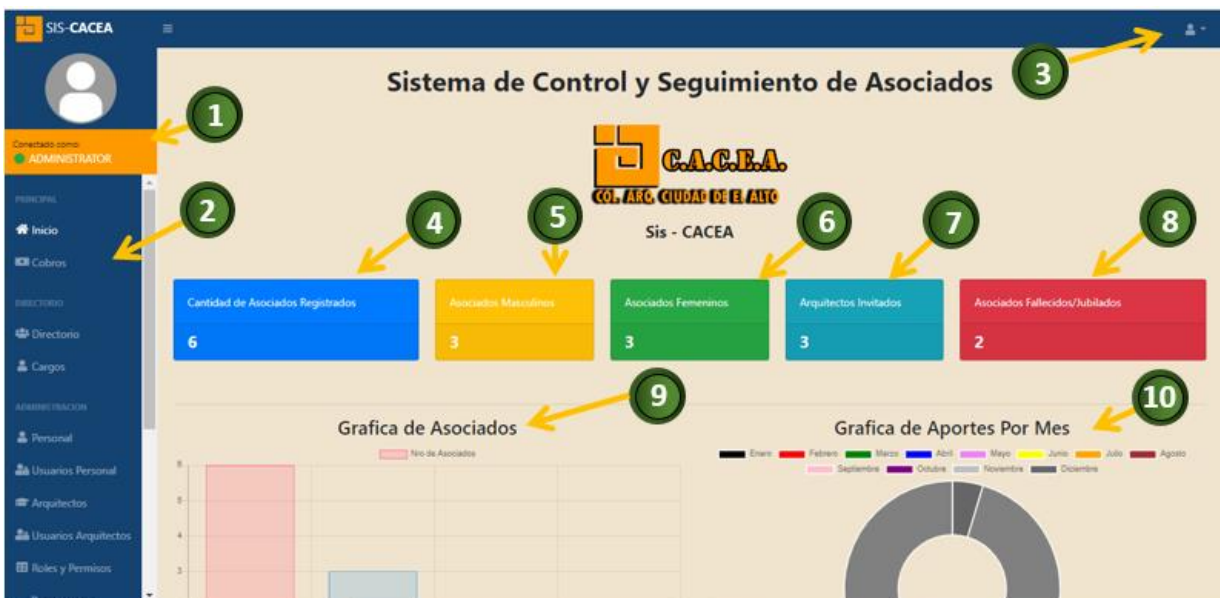 SIS-CACEA
3
Sistema de Control y Seguimiento de Asociados
1
Conectado como:
ADMINISTRATOR
C.A.C.E.A.
COL. ARQ. CIUDAD DE EL ALTO
PRINCIPAL
2
4
5
6
7
8
Inicio
Sis - CACEA
Cobros
Cantidad de Asociados Registrados
Asociados Masculinos
Asociados Femeninos
Arquitectos Invitados
Asociados Fallecidos/Jubilados
DIRECTORIO
Directorio
6
3
3
3
2
Cargos
9
10
ADMINISTRACION
Grafica de Asociados
Grafica de Aportes Por Mes
Personal
Nro de Asociados
Enero Febrero Marzo Abril Mayo Junio Julio Agosto
Septiembre Octubre Noviembre Diciembre
Usuarios Personal
Arquitectos
Usuarios Arquitectos
4
Roles y Permisos
3